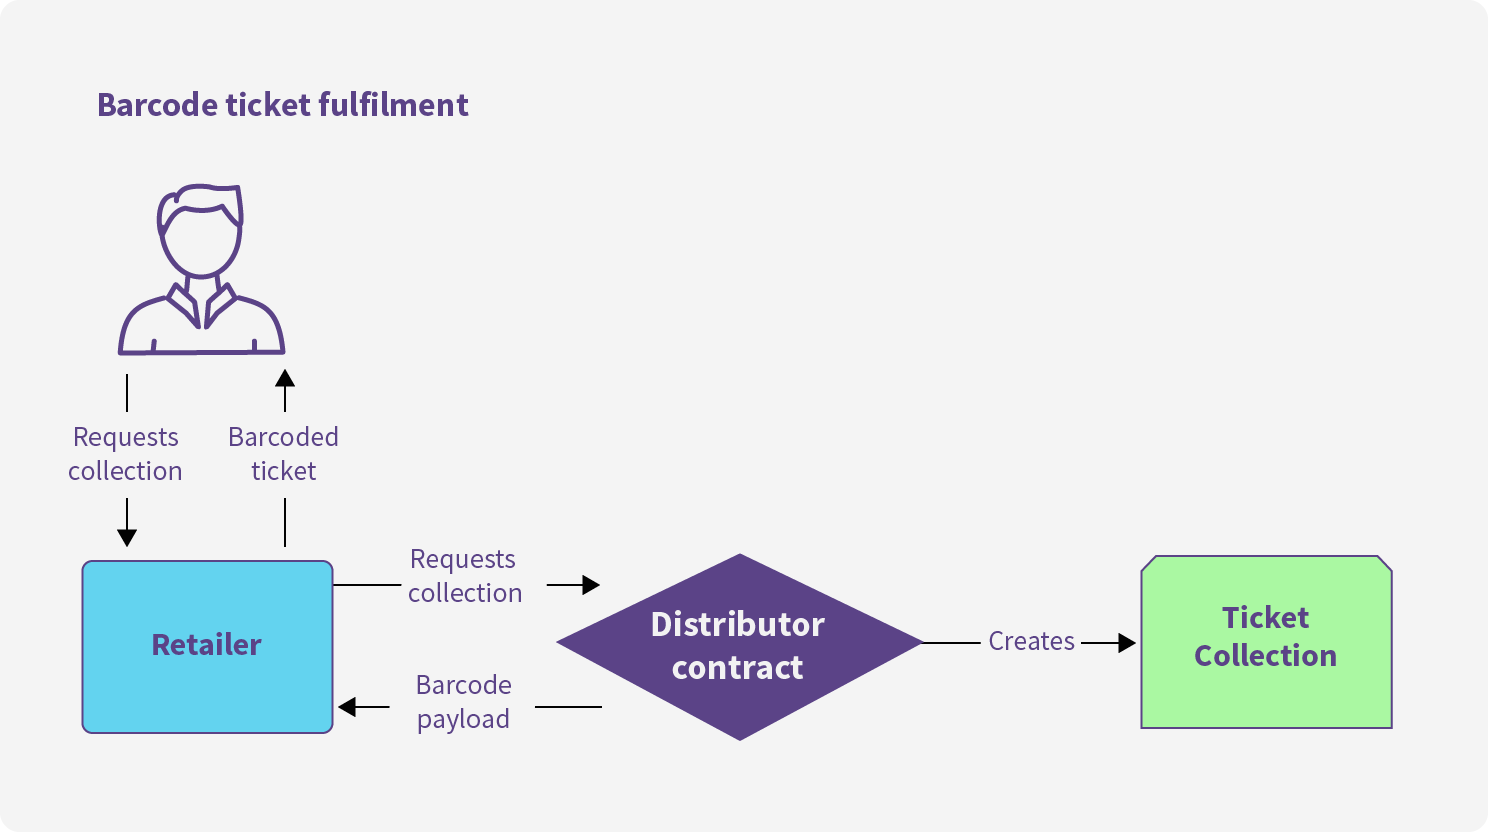 Barcode ticket fulfilment
Requests
collection
Barcoded
ticket
Retailer
Requests
collection
Barcode
payload
Distributor
contract
Creates
Ticket
Collection